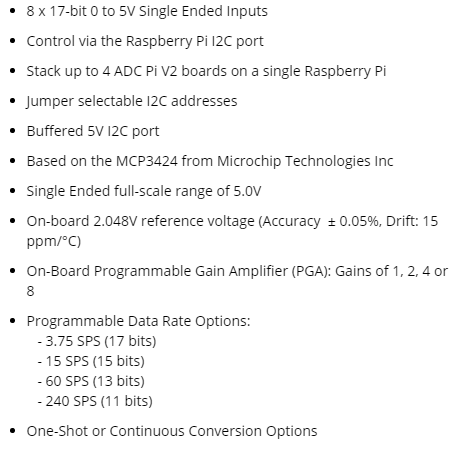 • 8 x 17-bit 0 to 5V Single Ended Inputs
• Control via the Raspberry Pi I2C port
• Stack up to 4 ADC Pi V2 boards on a single Raspberry Pi
• Jumper selectable I2C addresses
• Buffered 5V I2C port
• Based on the MCP3424 from Microchip Technologies Inc
• Single Ended full-scale range of 5.0V
• On-board 2.048V reference voltage (Accuracy ± 0.05%, Drift: 15
ppm/°C)
• On-Board Programmable Gain Amplifier (PGA): Gains of 1, 2, 4 or
8
• Programmable Data Rate Options:
- 3.75 SPS (17 bits)
- 15 SPS (15 bits)
- 60 SPS (13 bits)
- 240 SPS (11 bits)
• One-Shot or Continuous Conversion Options